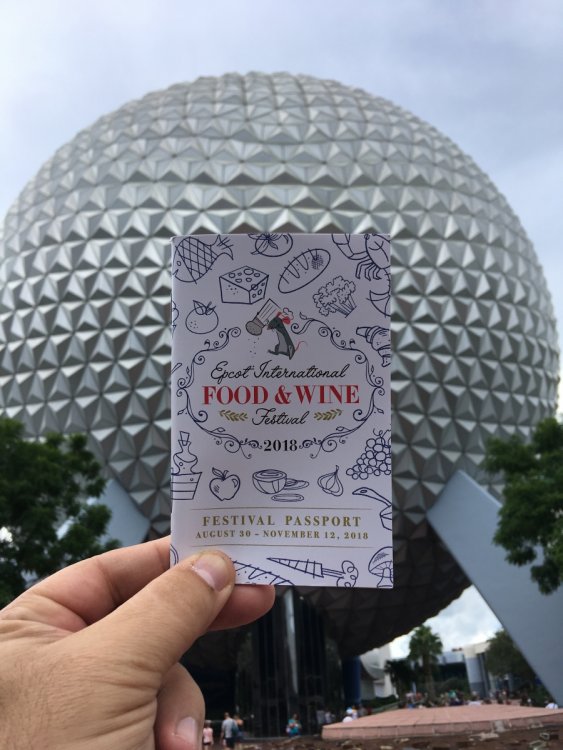 Epcot International
FOOD & WINE
Festival
2018
FESTIVAL PASSPORT
AUGUST 30 - NOVEMBER 12, 2018